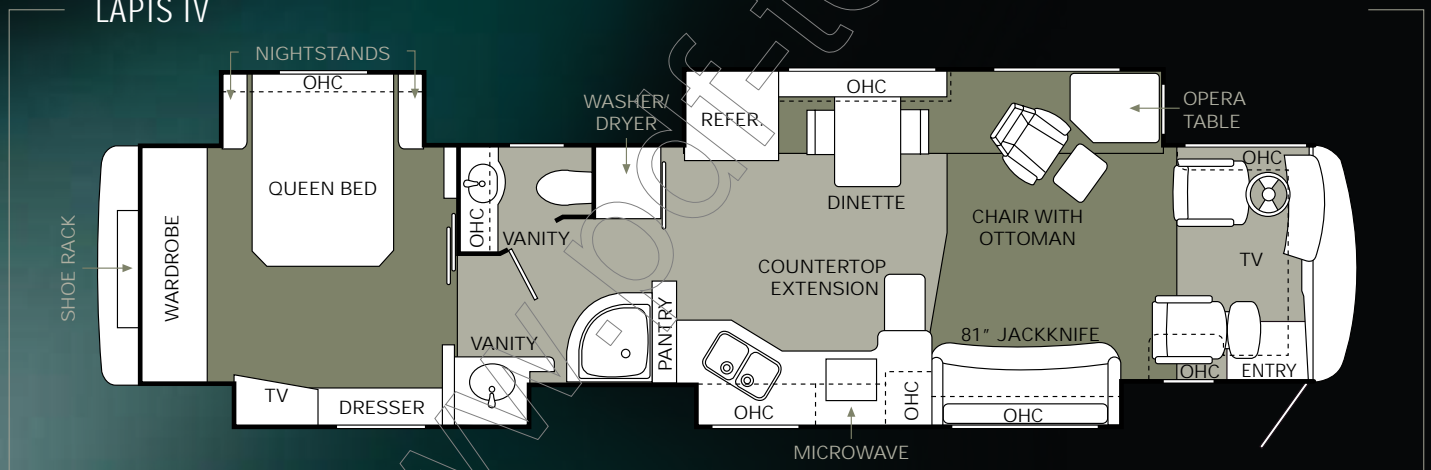 LAPIS IV
NIGHTSTANDS
OHC
WASHER/
DRYER
REFER.
OHC
OPERA
TABLE
OHC
QUEEN BED
DINETTE
CHAIR WITH
OTTOMAN
SHOE RACK
WARDROBE
OHC
VANITY
TV
COUNTERTOP
EXTENSION
PANTRY
VANITY
81" JACKKNIFE
TV
DRESSER
OHC
OHC
OHC
OHC
ENTRY
MICROWAVE